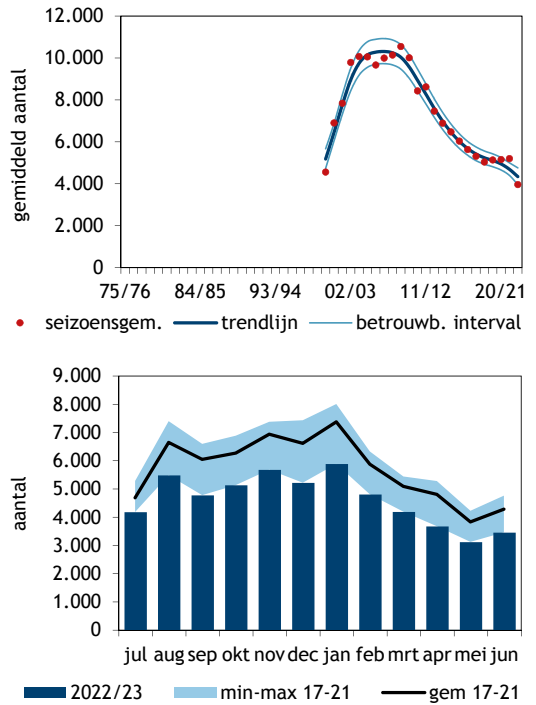 12.000
10.000
8.000
6.000
4.000
2.000
0
gemiddeld aantal
75/76 84/85 93/94 02/03 11/12 20/21
seizoensgem. trendlijn betrouwb. interval
9.000
8.000
7.000
6.000
5.000
4.000
3.000
2.000
1.000
0
aantal
jul aug sep okt nov dec jan feb mrt apr mei jun
2022/23 min-max 17-21 gem 17-21